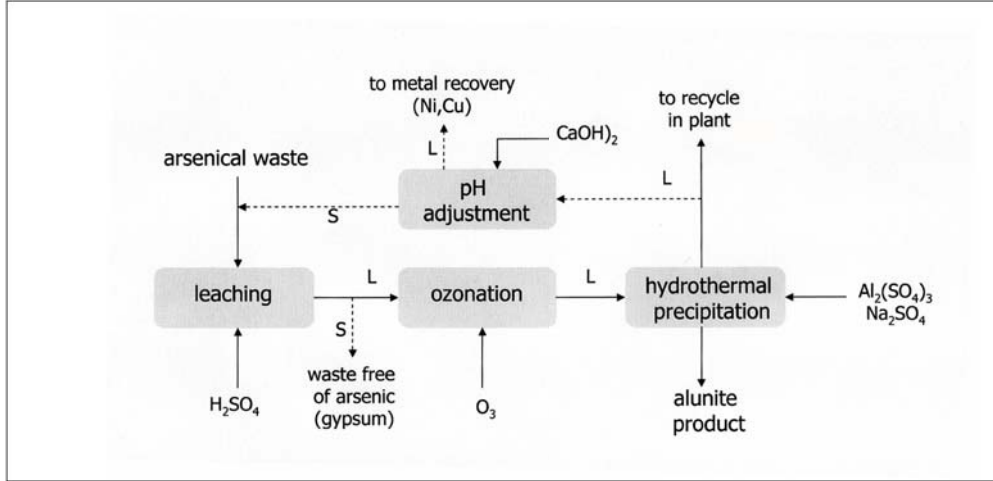 to metal recovery
(Ni,Cu)
to recycle
in plant
L
CaOH)₂
arsenical waste
L
pH
adjustment
S
leaching
L
ozonation
L
hydrothermal
precipitation
Al₂(SO₄)₃
Na₂SO₄
S
H₂SO₄
waste free
of arsenic
(gypsum)
O₃
alunite
product